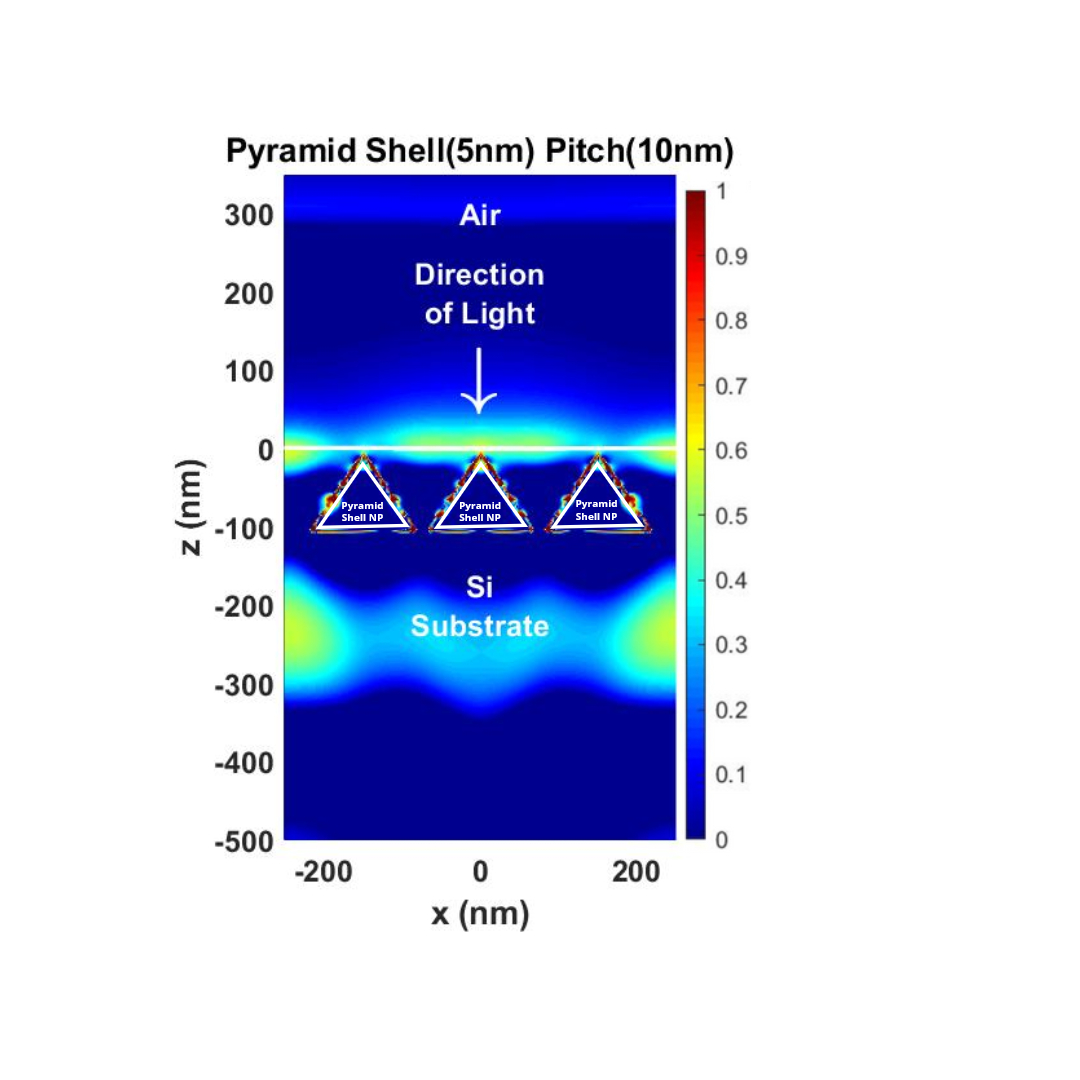 Pyramid Shell(5nm) Pitch(10nm)
Air
Direction
of Light
Pyramid
Shell NP
Pyramid
Shell NP
Pyramid
Shell NP
Si
Substrate
z (nm)
300
200
100
0
-100
-200
-300
-400
-500
-200
0
200
x (nm)
1
0.9
0.8
0.7
0.6
0.5
0.4
0.3
0.2
0.1
0